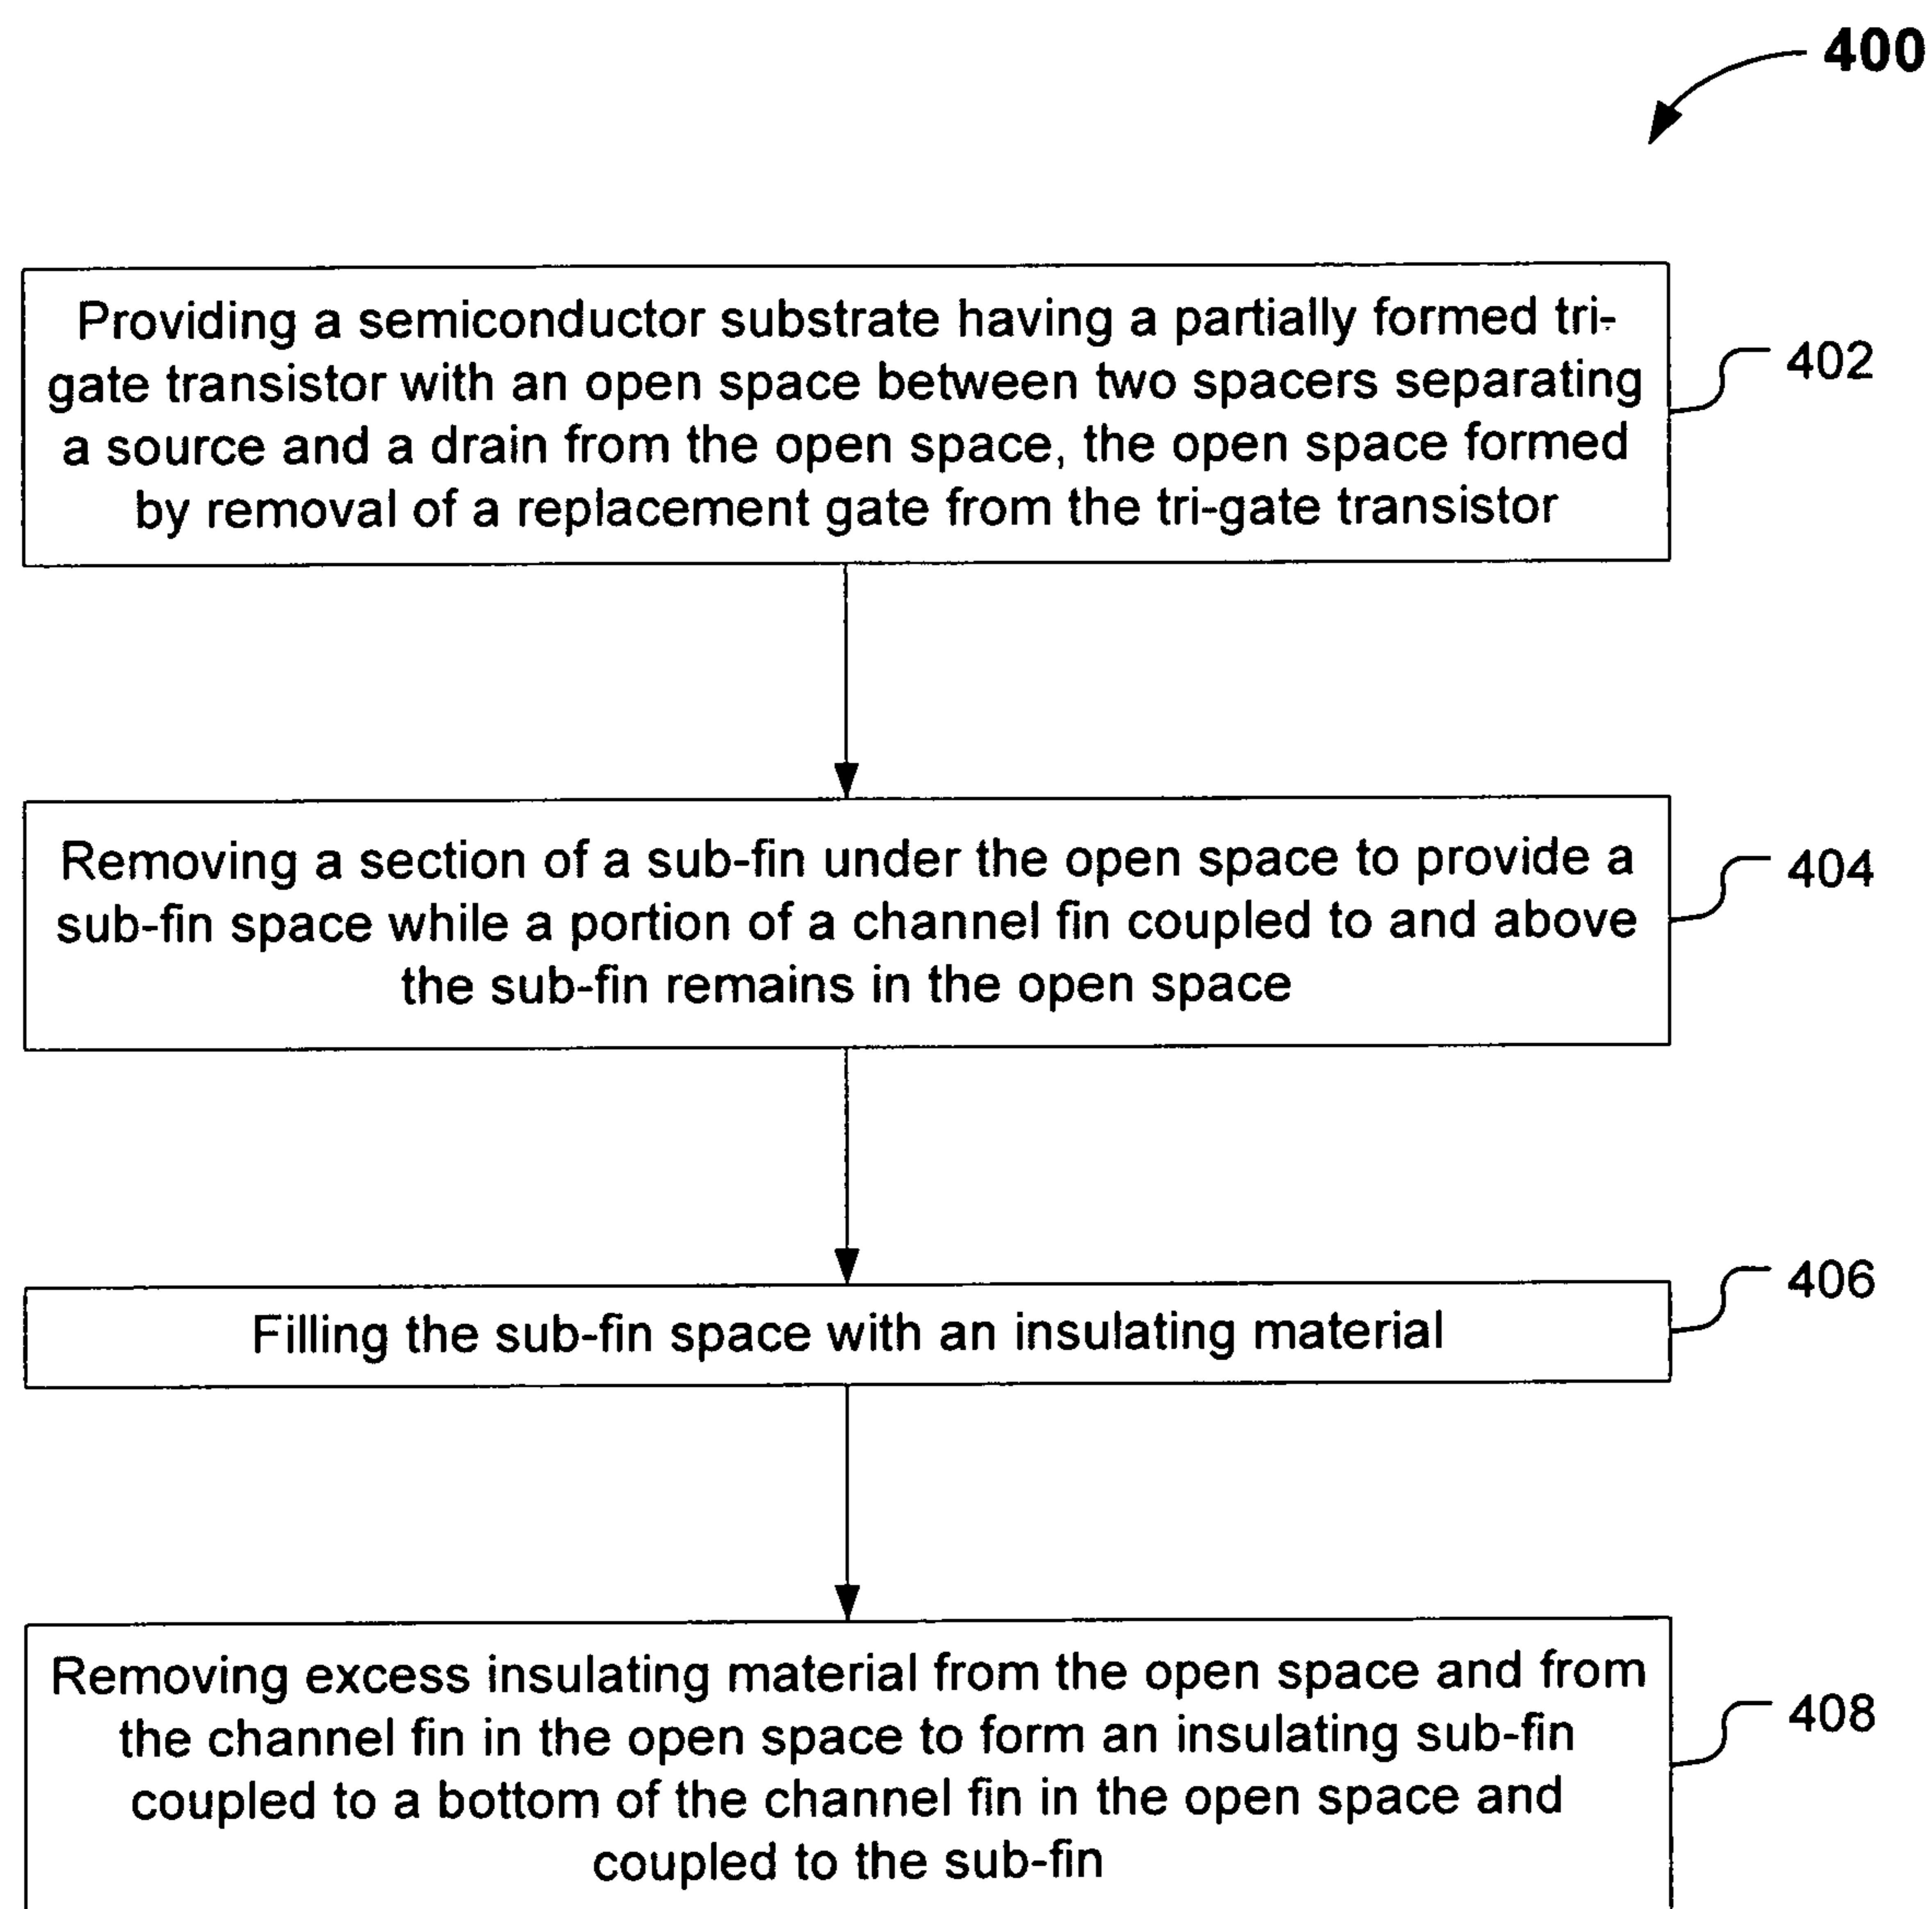 400
Providing a semiconductor substrate having a partially formed tri-
gate transistor with an open space between two spacers separating
a source and a drain from the open space, the open space formed
by removal of a replacement gate from the tri-gate transistor
402
Removing a section of a sub-fin under the open space to provide a
sub-fin space while a portion of a channel fin coupled to and above
the sub-fin remains in the open space
404
Filling the sub-fin space with an insulating material
406
Removing excess insulating material from the open space and from
the channel fin in the open space to form an insulating sub-fin
coupled to a bottom of the channel fin in the open space and
coupled to the sub-fin
408